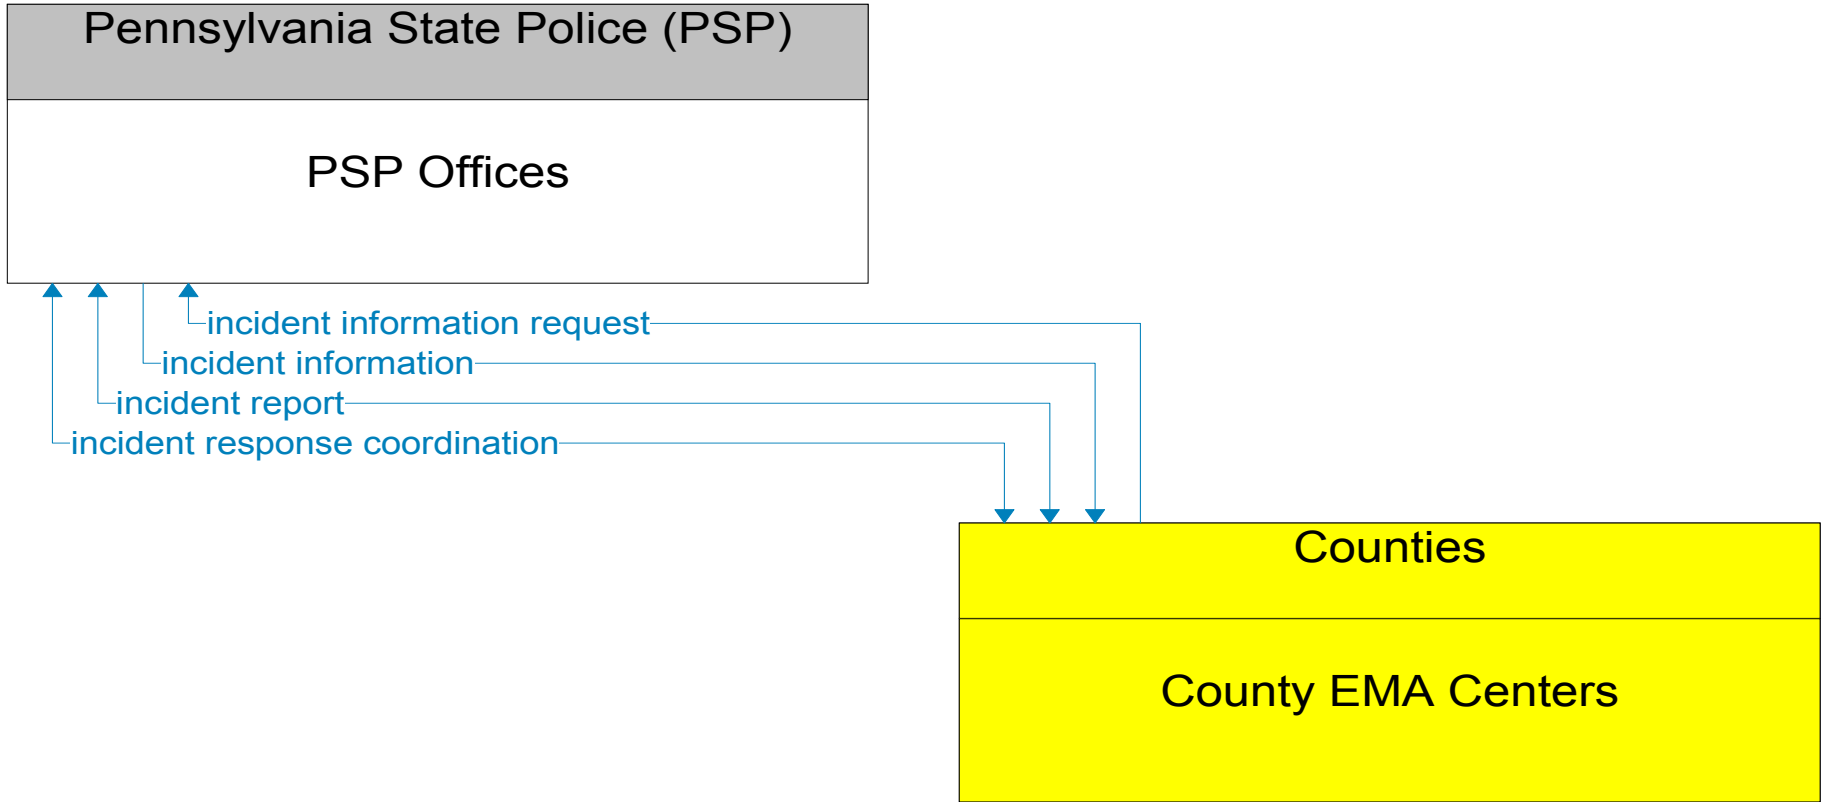 Pennsylvania State Police (PSP)
PSP Offices
incident information request
incident information
incident report
incident response coordination
Counties
County EMA Centers